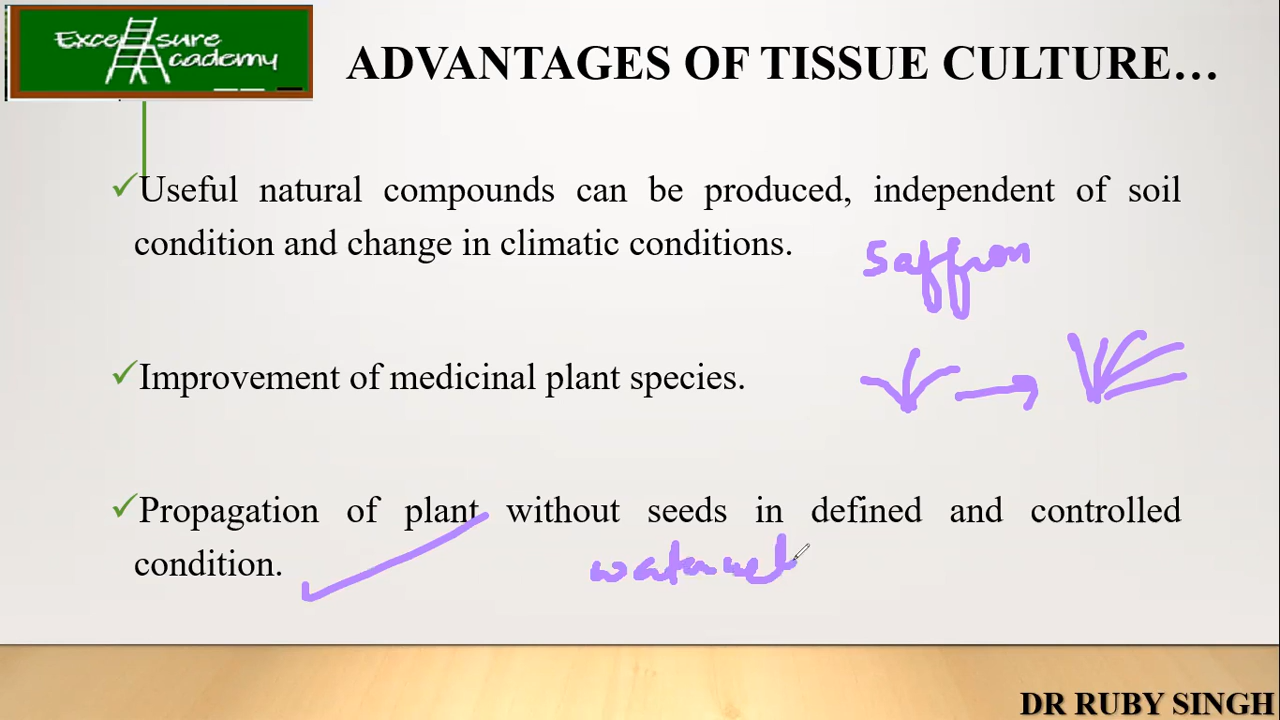 Excel sure
Academy
ADVANTAGES OF TISSUE CULTURE...
✓Useful natural compounds can be produced, independent of soil
condition and change in climatic conditions.
Saffron
✓Improvement of medicinal plant species.
✓Propagation of plant without seeds in defined and controlled
condition.
DR RUBY SINGH